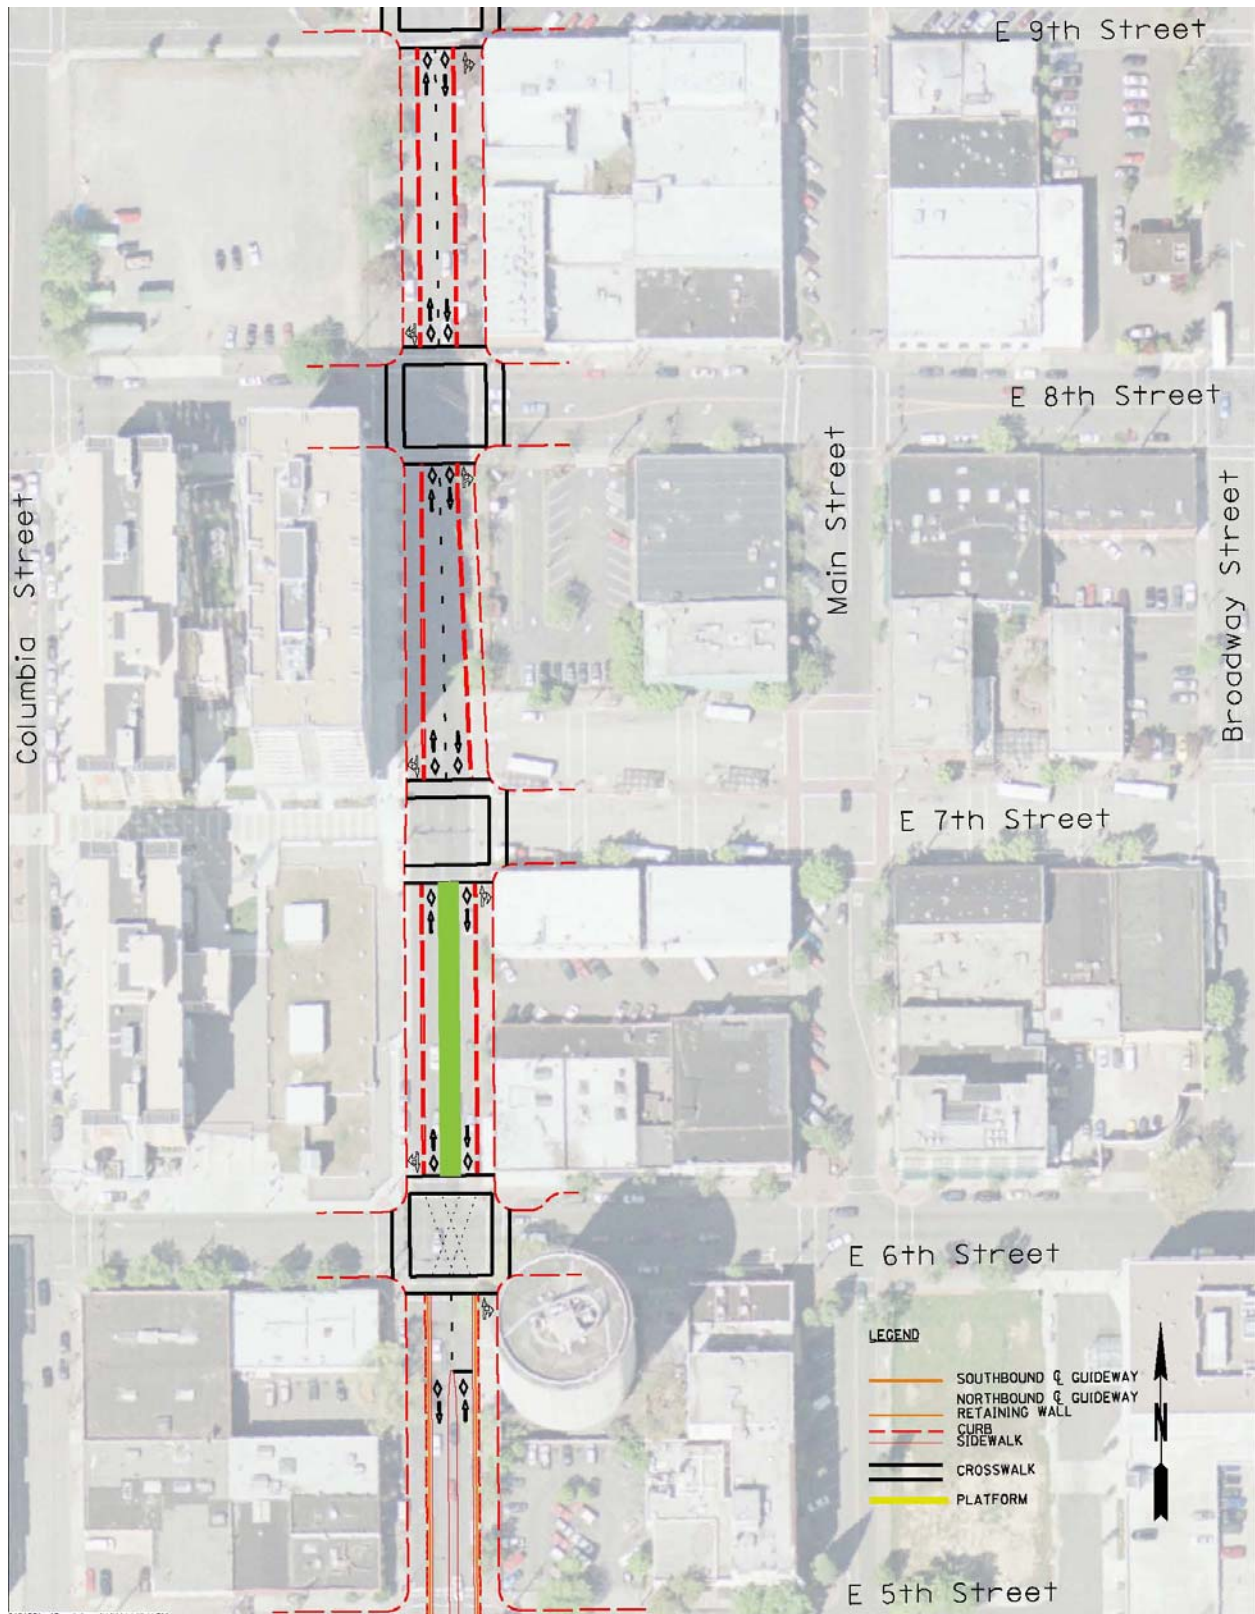 E 9th Street
E 8th Street
Main Street
Columbia Street
Broadway Street
E 7th Street
E 6th Street
LEGEND
SOUTHBOUND ℄ GUIDEWAY
NORTHBOUND ℄ GUIDEWAY
RETAINING WALL
CURB
SIDEWALK
CROSSWALK
PLATFORM
N
E 5th Street